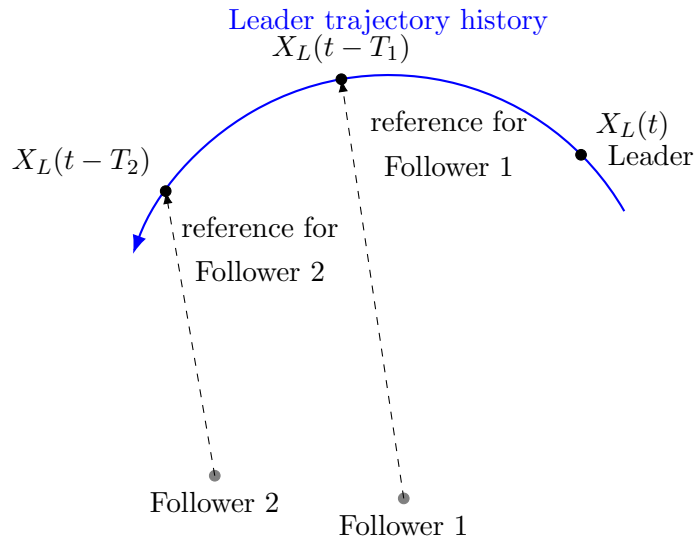 Leader trajectory history
X_L(t − T_1)
reference for
Follower 1
X_L(t)
Leader
X_L(t − T_2)
reference for
Follower 2
Follower 2
Follower 1